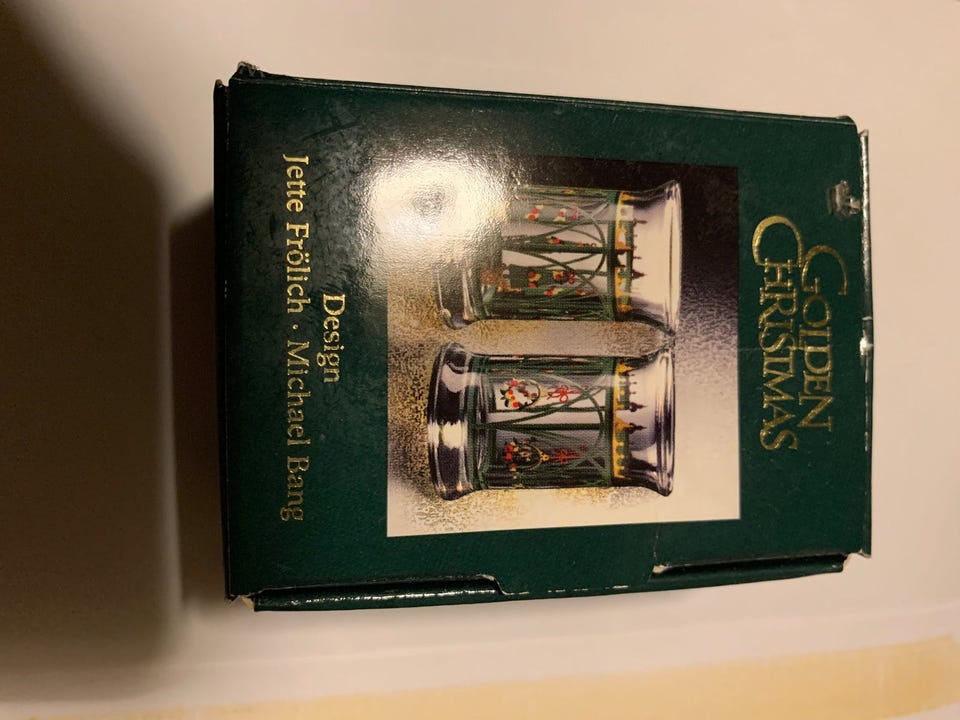 GOLDEN
CHRISTMAS
Design
Jette Frölich · Michael Bang